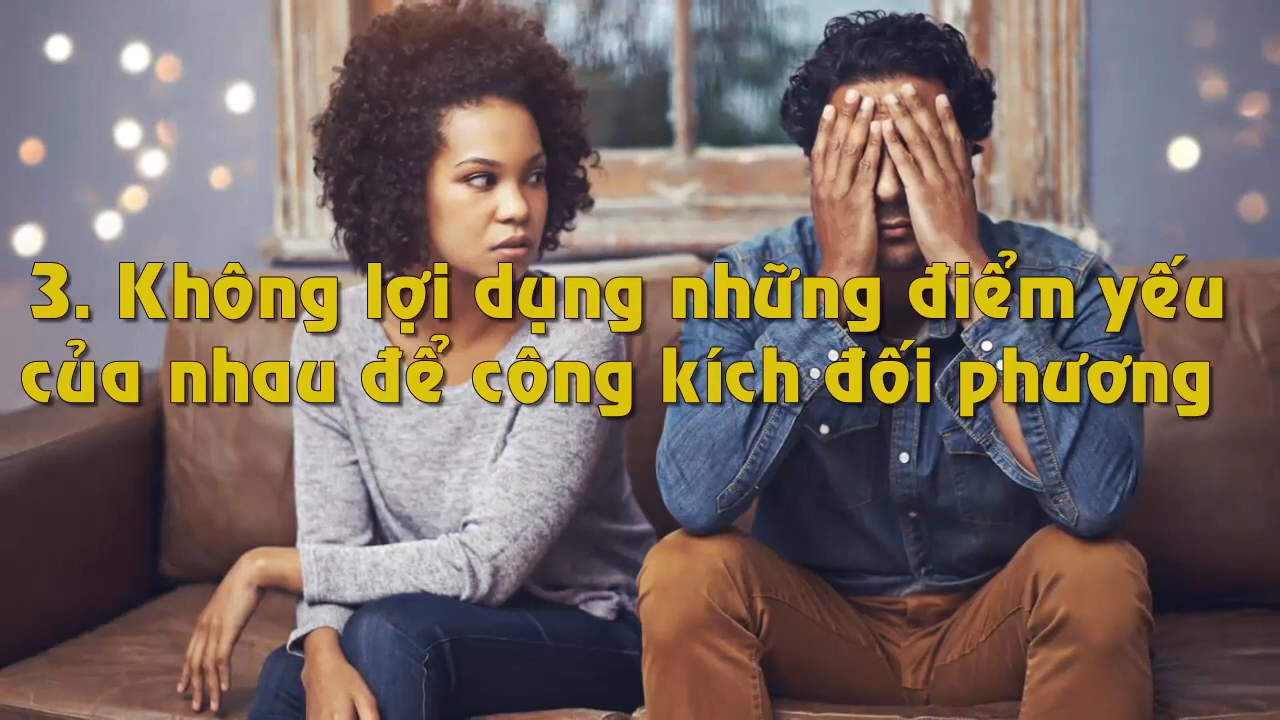 3. Không lợi dụng những điểm yếu
của nhau để công kích đối phương